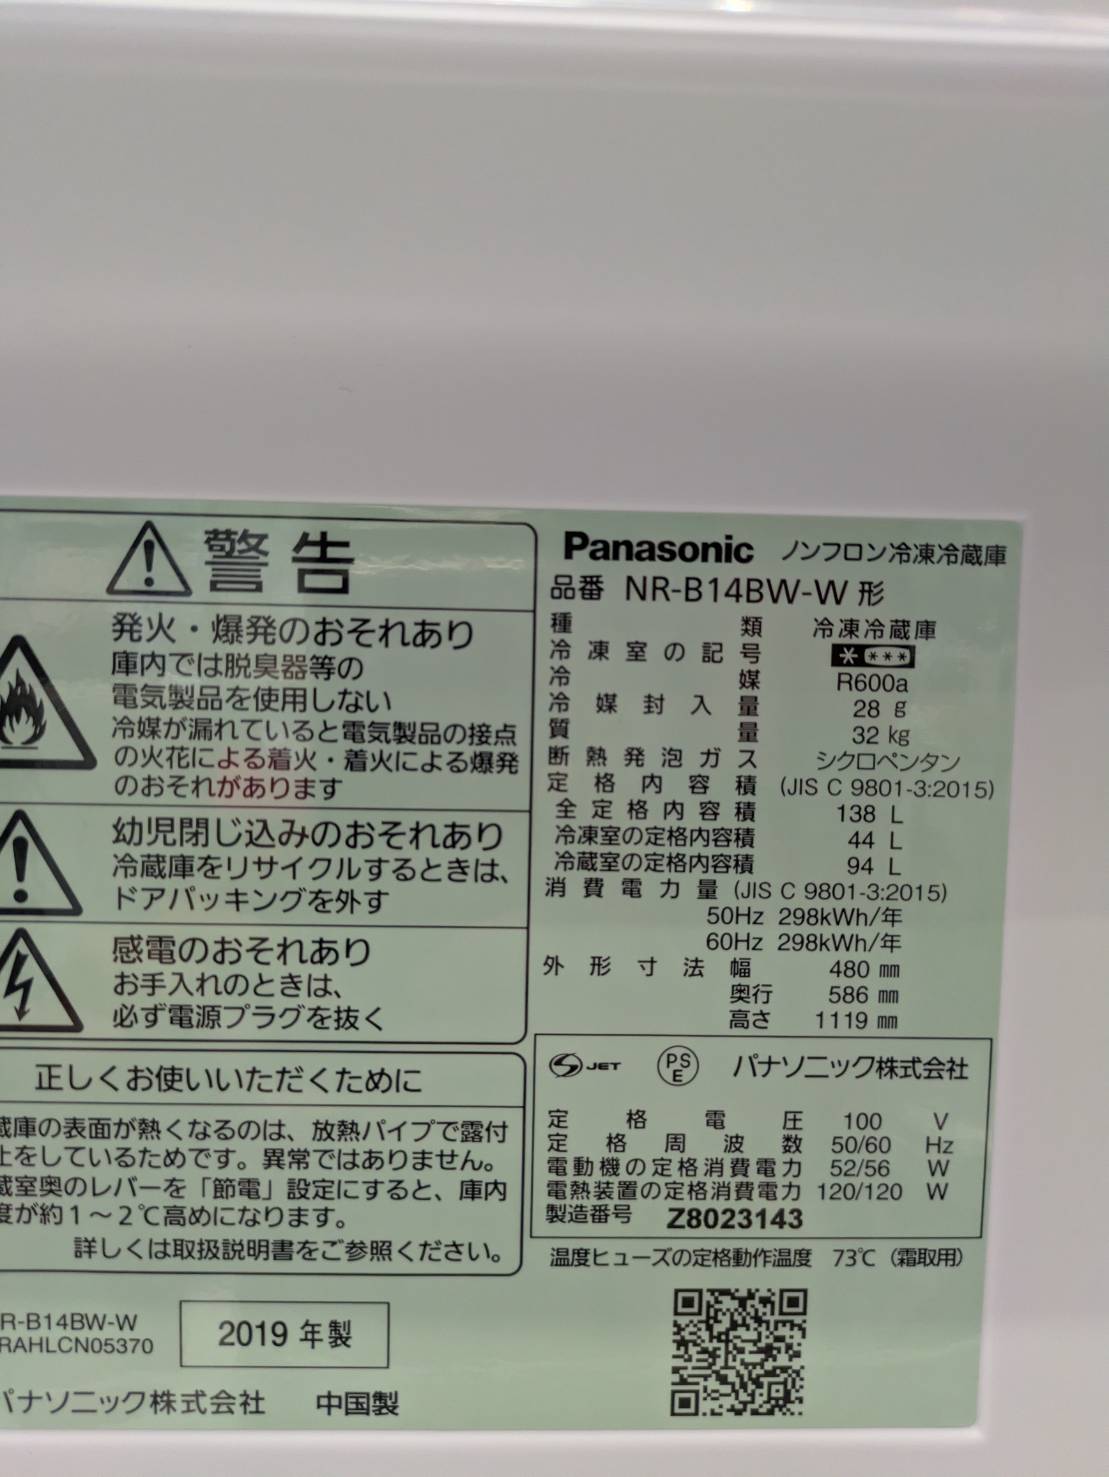 警告
発火・爆発のおそれあり
庫内では脱臭器等の
電気製品を使用しない
冷媒が漏れていると電気製品の接点
の火花による着火・着火による爆発
のおそれがあります
幼児閉じ込みのおそれあり
冷蔵庫をリサイクルするときは、
ドアパッキングを外す
感電のおそれあり
お手入れのときは、
必ず電源プラグを抜く
正しくお使いいただくために
蔵庫の表面が熱くなるのは、放熱パイプで露付
止をしているためです。異常ではありません。
蔵室奥のレバーを「節電」設定にすると、庫内
度が約1〜2℃高めになります。
詳しくは取扱説明書をご参照ください。
R-B14BW-W
RAHLCN05370
2019年製
パナソニック株式会社 中国製
Panasonic ノンフロン冷凍冷蔵庫
品番 NR-B14BW-W 形
種類 冷凍冷蔵庫
冷凍室の記号 * ***
冷媒 R600a
冷媒封入量 28 g
質量 32 kg
断熱発泡ガス シクロペンタン
定格内容積 (JIS C 9801-3:2015)
全定格内容積 138 L
冷凍室の定格内容積 44 L
冷蔵室の定格内容積 94 L
消費電力量 (JIS C 9801-3:2015)
50Hz 298kWh/年
60Hz 298kWh/年
外形寸法 幅 480 mm
奥行 586 mm
高さ 1119 mm
S JET PSE パナソニック株式会社
定格電圧 100 V
定格周波数 50/60 Hz
電動機の定格消費電力 52/56 W
電熱装置の定格消費電力 120/120 W
製造番号 Z8023143
温度ヒューズの定格動作温度 73℃ (霜取用)